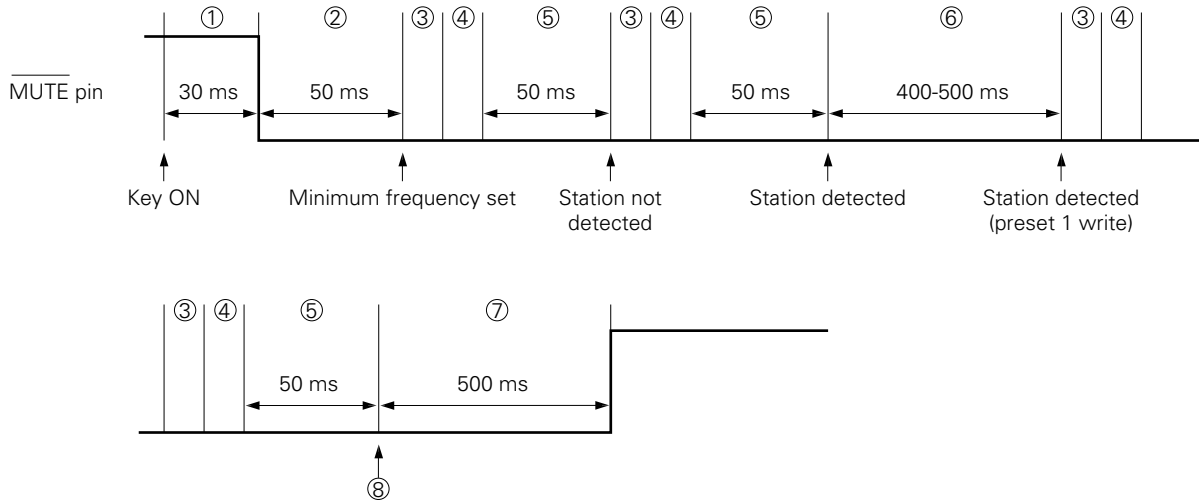 ① ② ③ ④ ⑤ ③ ④ ⑤ ⑥ ③ ④
MUTE pin
30 ms 50 ms 50 ms 50 ms 400-500 ms
Key ON
Minimum frequency set
Station not
detected
Station detected
Station detected
(preset 1 write)
③ ④ ⑤ ⑦
50 ms 500 ms
⑧